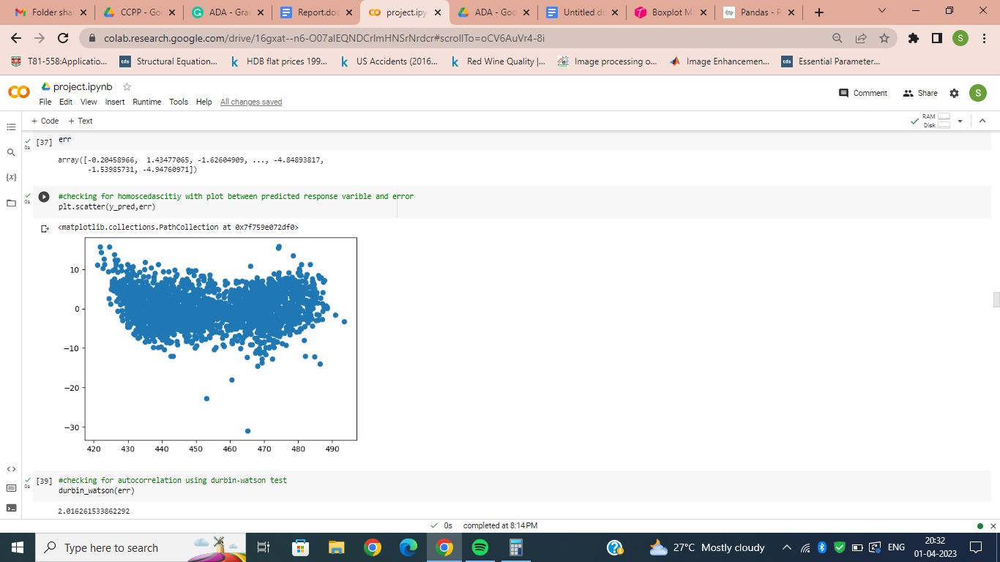 Folder sha
CCPP - Go
ADA - Gra
Report.doc
project.ipy
ADA - Goo
Untitled do
Boxplot Ma
Pandas - P
colab.research.google.com/drive/16gxat--n6-O07alEQNDCrImHNSrNrdcr#scrollTo=oCV6AuVr4-8i
S
T81-558:Applicatio...
tds
Structural Equation...
k
HDB flat prices 199...
k
US Accidents (2016...
k
Red Wine Quality |...
Image processing o...
Image Enhancemen...
tds
Essential Parameter...
project.ipynb
File Edit View Insert Runtime Tools Help All changes saved
Comment
Share
S
+ Code + Text
RAM
Disk
0s
[37] err
array([-0.20458966, 1.43477065, -1.62604909, ..., -4.84893817,
-1.53985731, -4.94760971])
{x}
0s
#checking for homoscedascitiy with plot between predicted response varible and error
plt.scatter(y_pred,err)
<matplotlib.collections.PathCollection at 0x7f759e072df0>
10
0
−10
−20
−30
420 430 440 450 460 470 480 490
0s
[39] #checking for autocorrelation using durbin-watson test
durbin_watson(err)
2.016261533862292
0s completed at 8:14 PM
Type here to search
27°C Mostly cloudy
ENG
20:32
01-04-2023